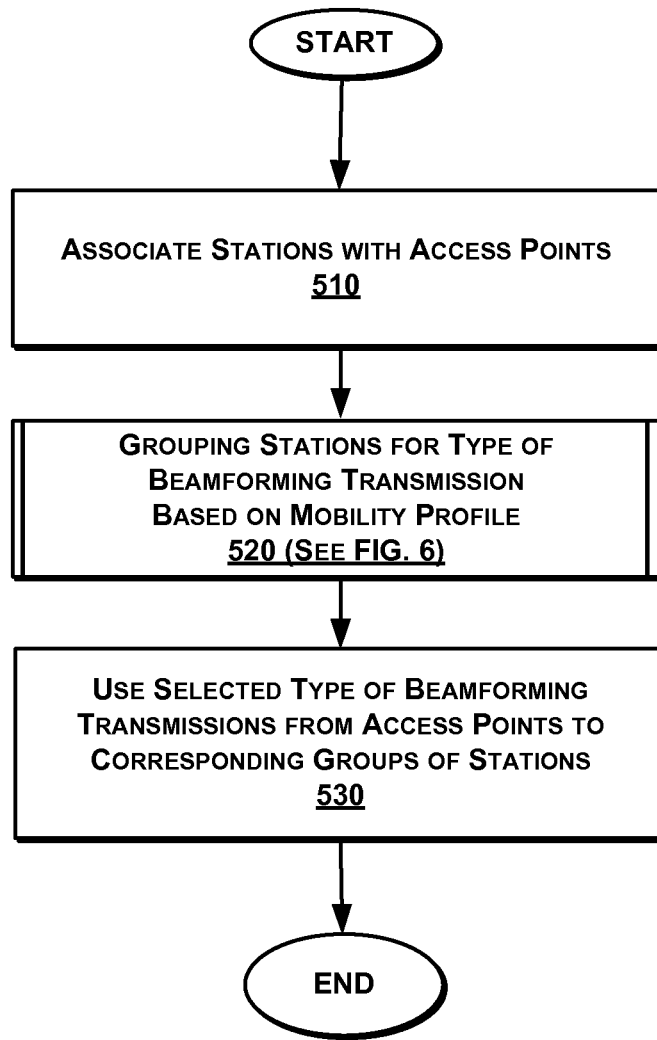 START
ASSOCIATE STATIONS WITH ACCESS POINTS
510
GROUPING STATIONS FOR TYPE OF
BEAMFORMING TRANSMISSION
BASED ON MOBILITY PROFILE
520 (SEE FIG. 6)
USE SELECTED TYPE OF BEAMFORMING
TRANSMISSIONS FROM ACCESS POINTS TO
CORRESPONDING GROUPS OF STATIONS
530
END